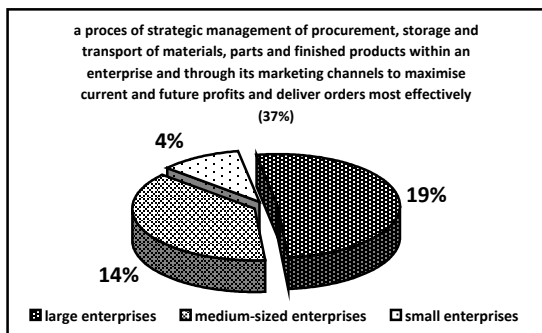 a proces of strategic management of procurement, storage and
transport of materials, parts and finished products within an
enterprise and through its marketing channels to maximise
current and future profits and deliver orders most effectively
(37%)
4%
19%
14%
large enterprises medium-sized enterprises small enterprises